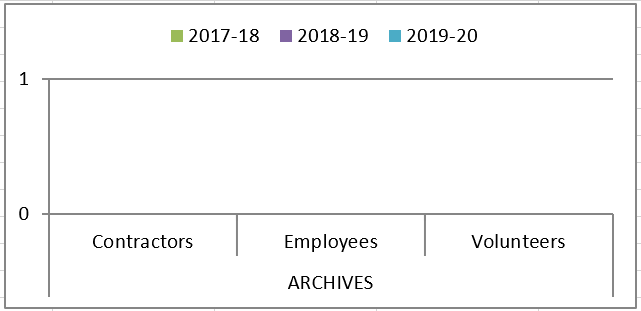 2017-18 2018-19 2019-20
1
0
Contractors Employees Volunteers
ARCHIVES